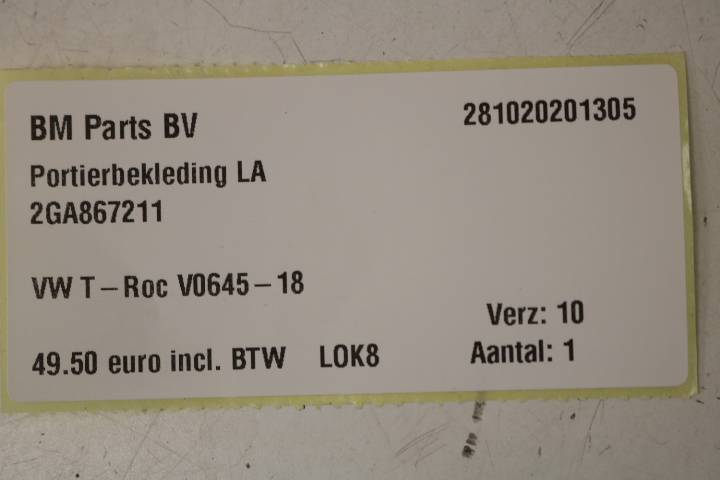 BM Parts BV 281020201305
Portierbekleding LA
2GA867211
VW T-Roc V0645-18
Verz: 10
49.50 euro incl. BTW LOK8 Aantal: 1